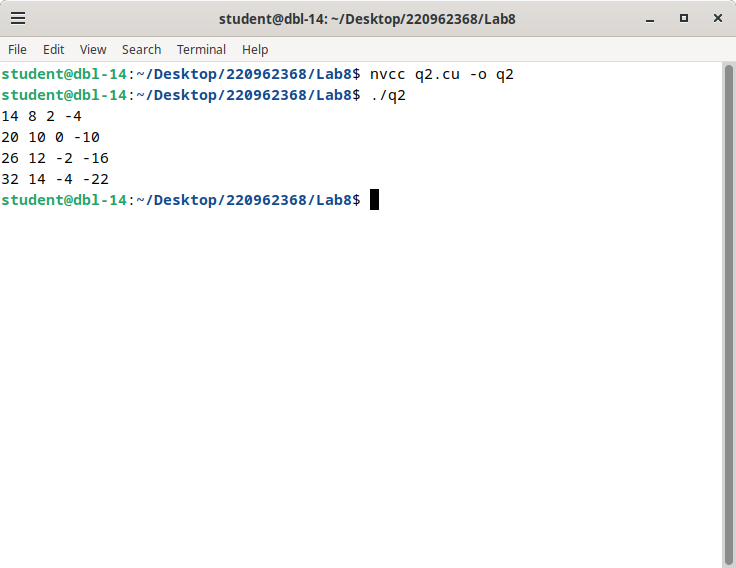 student@dbl-14: ~/Desktop/220962368/Lab8
File Edit View Search Terminal Help
student@dbl-14:~/Desktop/220962368/Lab8$ nvcc q2.cu -o q2
student@dbl-14:~/Desktop/220962368/Lab8$ ./q2
14 8 2 -4
20 10 0 -10
26 12 -2 -16
32 14 -4 -22
student@dbl-14:~/Desktop/220962368/Lab8$